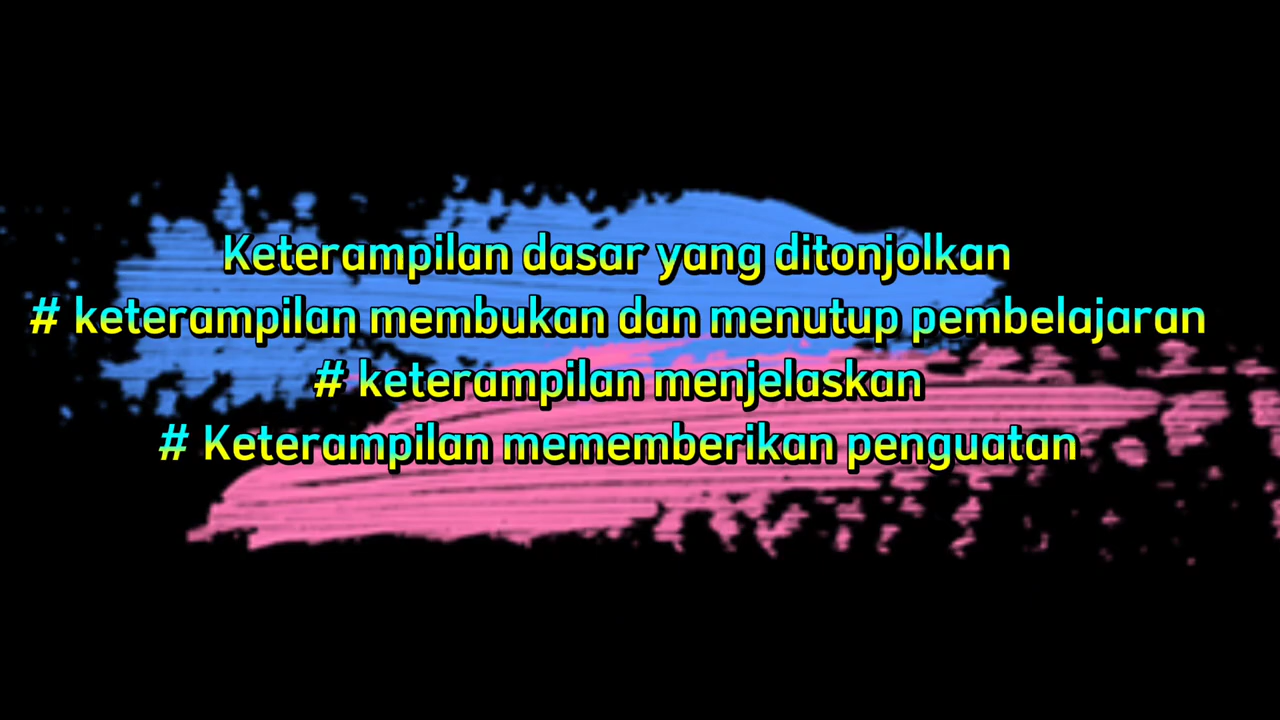 Keterampilan dasar yang ditonjolkan
# keterampilan membukan dan menutup pembelajaran
# keterampilan menjelaskan
# Keterampilan mememberikan penguatan